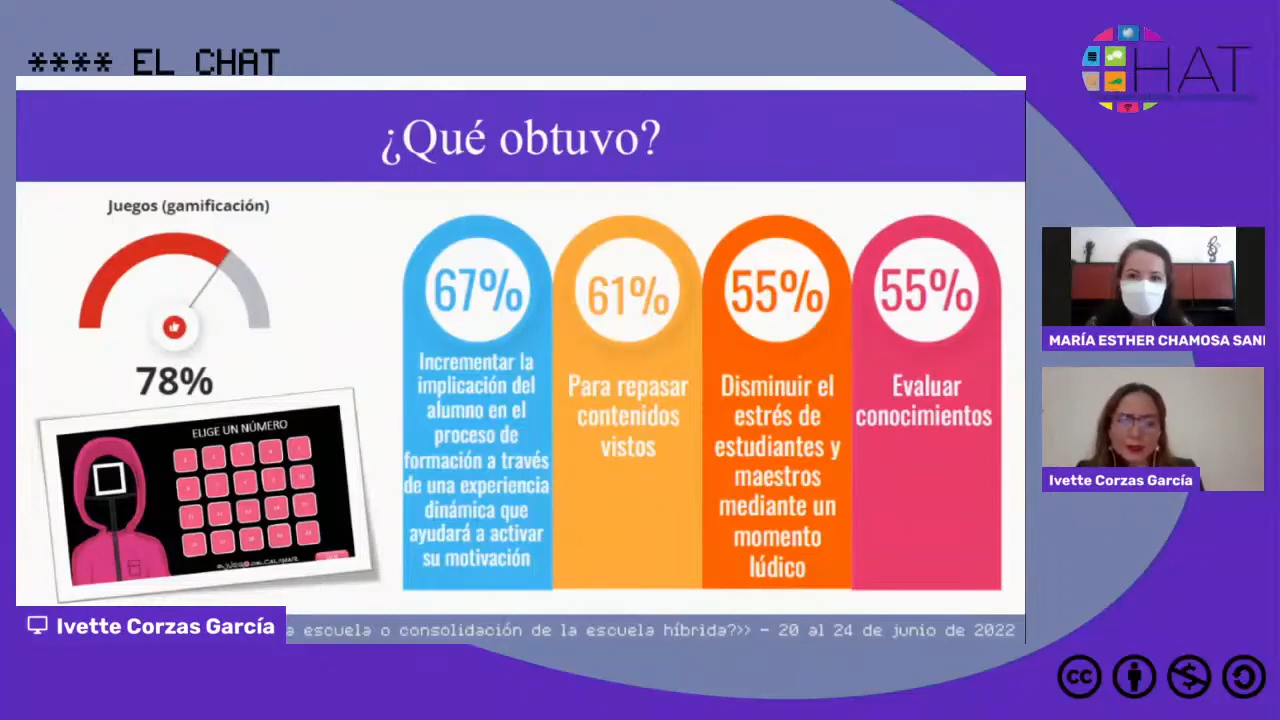 **** EL CHAT
HAT
¿Qué obtuvo?
Juegos (gamificación)
78%
ELIGE UN NÚMERO
67%
Incrementar la
implicación del
alumno en el
proceso de
formación a través
de una experiencia
dinámica que
ayudará a activar
su motivación
61%
Para repasar
contenidos
vistos
55%
Disminuir el
estrés de
estudiantes y
maestros
mediante un
momento
lúdico
55%
Evaluar
conocimientos
MARÍA ESTHER CHAMOSA SAN
Ivette Corzas García
Ivette Corzas García
a escuela o consolidación de la escuela híbrida?>> - 20 al 24 de junio de 2022
cc